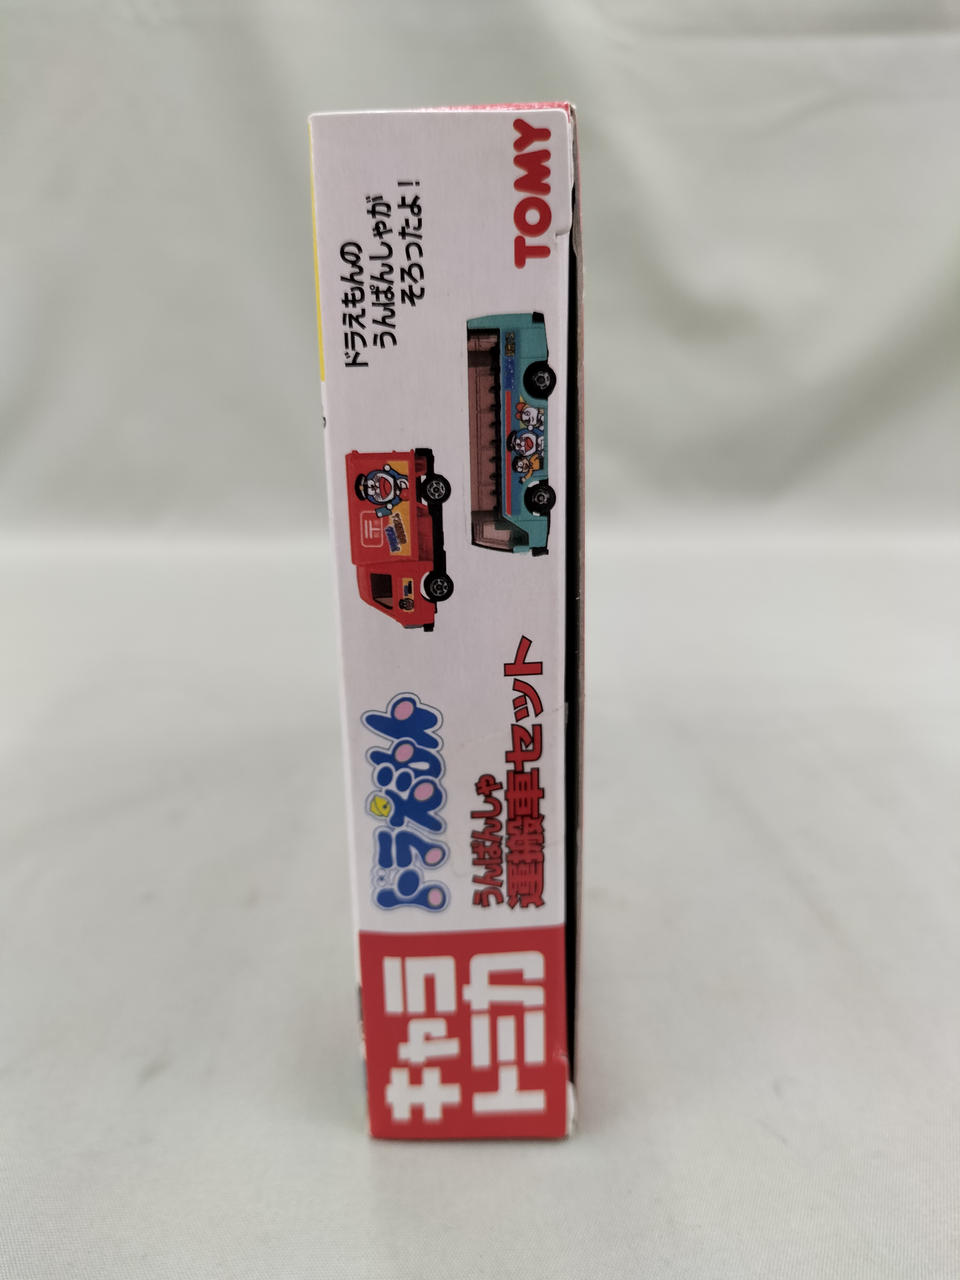 キャラ
トミカ
ドラえもん
うんぱんしゃ
運搬車セット
ドラえもんの
うんぱんしゃが
そろったよ！
TOMY
〒